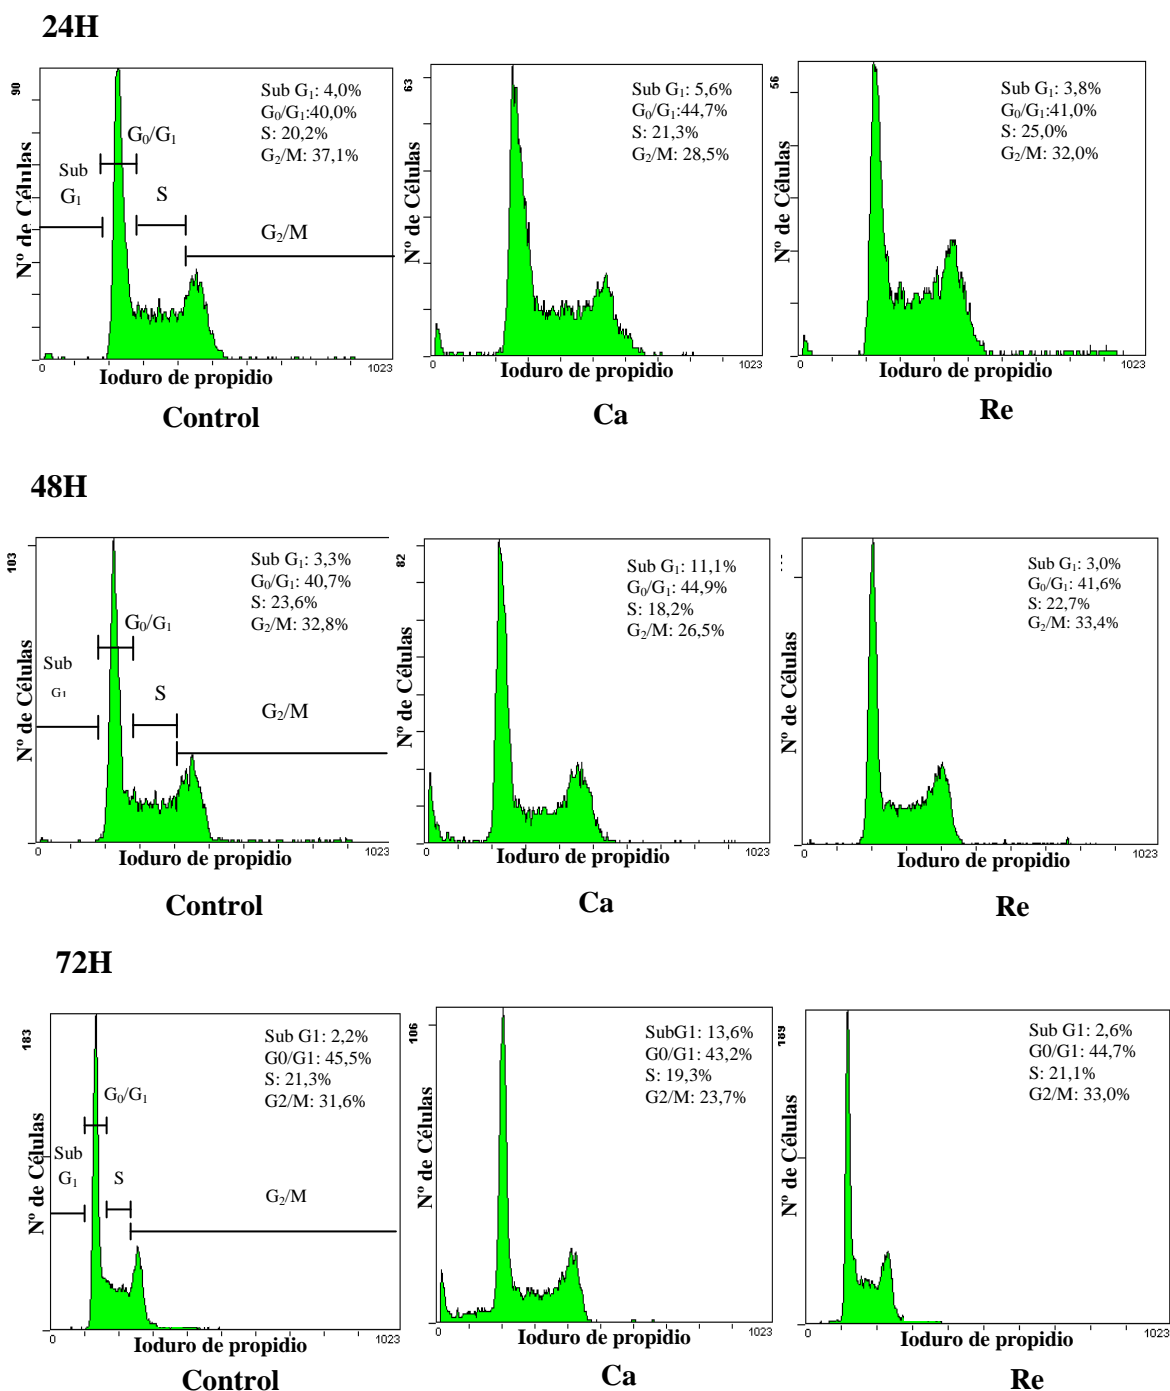 24H
90
Nº de Células
Sub
G₁
G₀/G₁
S
G₂/M
Sub G₁: 4,0%
G₀/G₁:40,0%
S: 20,2%
G₂/M: 37,1%
0
1023
Ioduro de propidio
Control
63
Nº de Células
Sub G₁: 5,6%
G₀/G₁:44,7%
S: 21,3%
G₂/M: 28,5%
0
1023
Ioduro de propidio
Ca
56
Nº de Células
Sub G₁: 3,8%
G₀/G₁:41,0%
S: 25,0%
G₂/M: 32,0%
0
1023
Ioduro de propidio
Re
48H
103
Nº de Células
Sub
G₁
G₀/G₁
S
G₂/M
Sub G₁: 3,3%
G₀/G₁: 40,7%
S: 23,6%
G₂/M: 32,8%
0
1023
Ioduro de propidio
Control
82
Nº de Células
Sub G₁: 11,1%
G₀/G₁: 44,9%
S: 18,2%
G₂/M: 26,5%
0
1023
Ioduro de propidio
Ca
Nº de Células
Sub G₁: 3,0%
G₀/G₁: 41,6%
S: 22,7%
G₂/M: 33,4%
0
1023
Ioduro de propidio
Re
72H
183
Nº de Células
Sub
G₁
G₀/G₁
S
G₂/M
Sub G1: 2,2%
G0/G1: 45,5%
S: 21,3%
G2/M: 31,6%
0
1023
Ioduro de propidio
Control
106
Nº de Células
SubG1: 13,6%
G0/G1: 43,2%
S: 19,3%
G2/M: 23,7%
0
1023
Ioduro de propidio
Ca
189
Nº de Células
Sub G1: 2,6%
G0/G1: 44,7%
S: 21,1%
G2/M: 33,0%
0
1023
Ioduro de propidio
Re